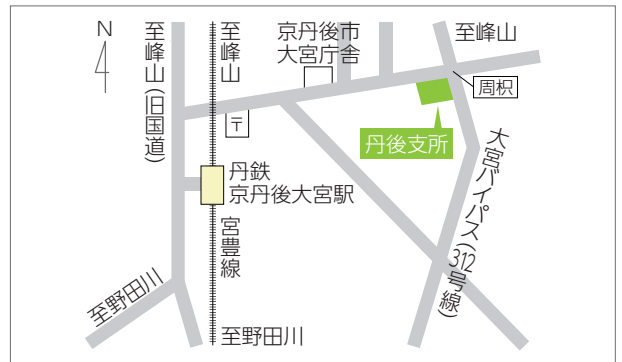 N
至峰山(旧国道)
至峰山
京丹後市
大宮庁舎
至峰山
周枳
〒
丹後支所
丹鉄
京丹後大宮駅
宮豊線
大宮バイパス(312号線)
至野田川
至野田川